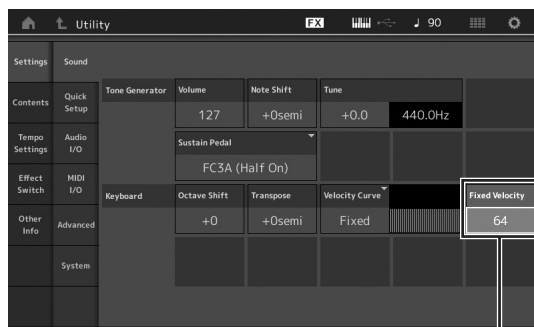 Utility
FX
90
Settings
Sound
Contents
Quick
Setup
Tempo
Settings
Audio
I/O
Effect
Switch
MIDI
I/O
Other
Info
Advanced
System
Tone Generator
Volume
127
Note Shift
+0semi
Tune
+0.0
440.0Hz
Sustain Pedal
FC3A (Half On)
Keyboard
Octave Shift
+0
Transpose
+0semi
Velocity Curve
Fixed
Fixed Velocity
64